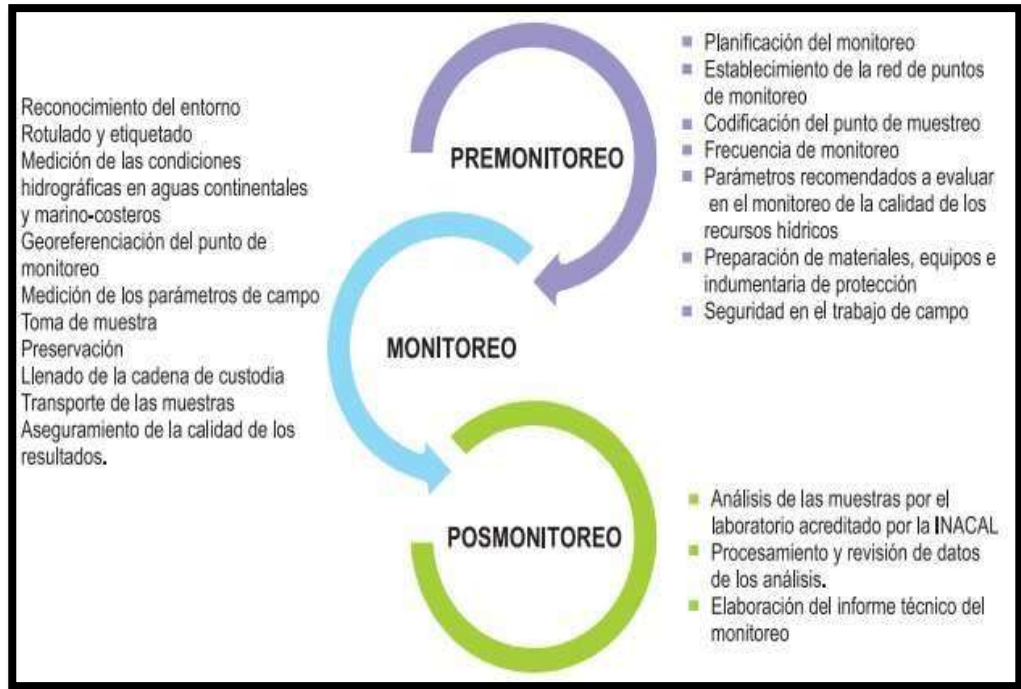 PREMONITOREO
Planificación del monitoreo
Establecimiento de la red de puntos
de monitoreo
Codificación del punto de muestreo
Frecuencia de monitoreo
Parámetros recomendados a evaluar
en el monitoreo de la calidad de los
recursos hídricos
Preparación de materiales, equipos e
indumentaria de protección
Seguridad en el trabajo de campo
Reconocimiento del entorno
Rotulado y etiquetado
Medición de las condiciones
hidrográficas en aguas continentales
y marino-costeros
Georeferenciación del punto de
monitoreo
Medición de los parámetros de campo
Toma de muestra
Preservación
Llenado de la cadena de custodia
Transporte de las muestras
Aseguramiento de la calidad de los
resultados.
MONITOREO
POSMONITOREO
Análisis de las muestras por el
laboratorio acreditado por la INACAL
Procesamiento y revisión de datos
de los análisis.
Elaboración del informe técnico del
monitoreo